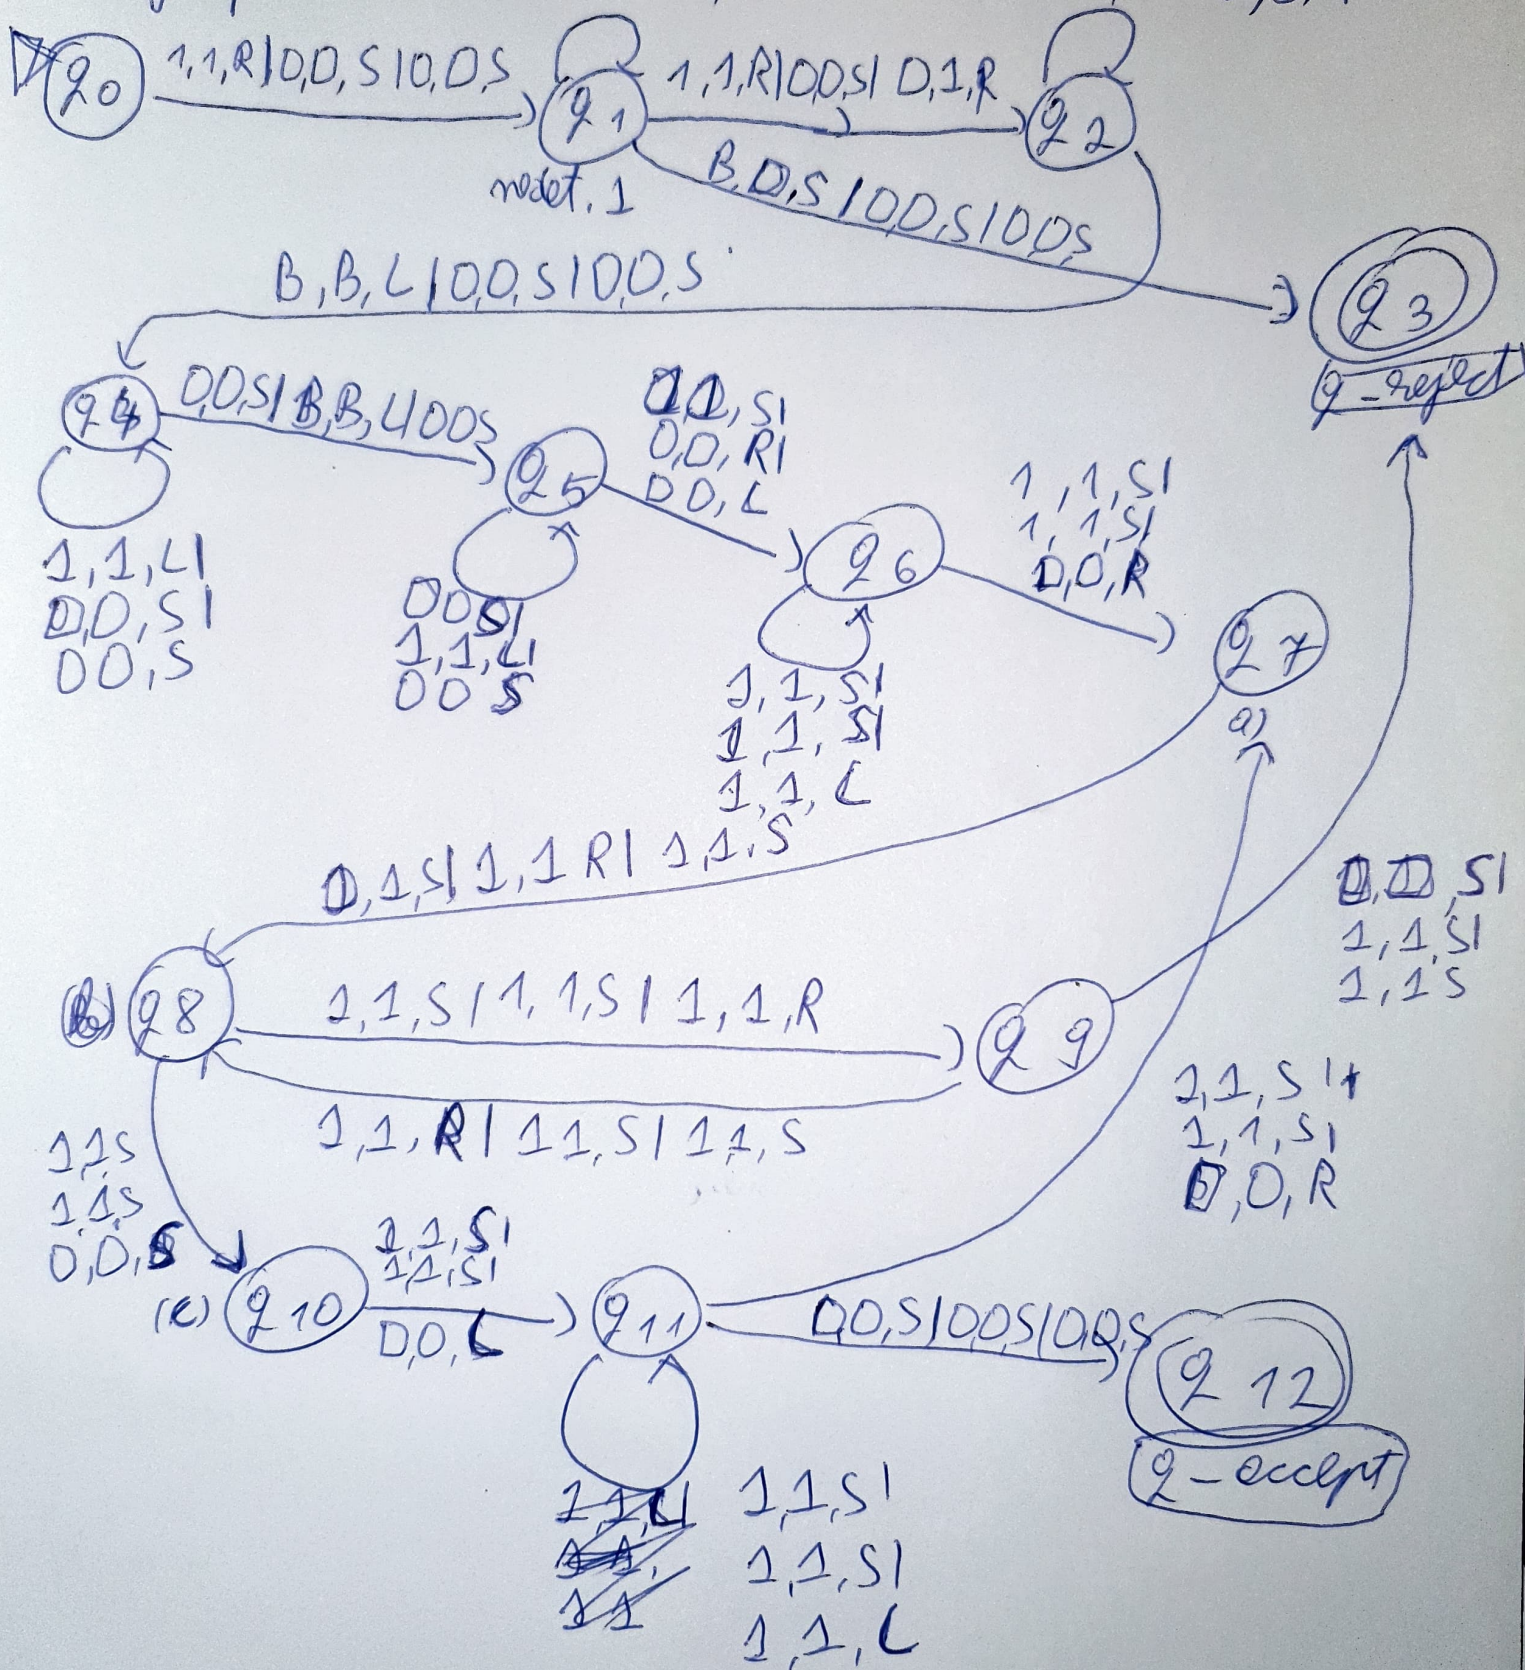 q0
1,1,R|0,0,S|0,0,S
q1
1,1,R|0,0,S|0,1,R
q2
nedet. 1
B,0,S|0,0,S|0,0,S
q3
q-reject
B,B,L|0,0,S|0,0,S
q4
0,0,S|B,B,L|0 0 S
q5
0,0,R|
0 0, L
q6
1,1,S|
1,1,S|
0,0,R
q7
a)
1,1,L|
0,0,S|
0 0,S
0 0 S|
1,1,L|
0 0 S
1,1,S|
1,1,S|
1,1,L
0,1,S|1,1 R|1,1,S
q8
1,1,S|1,1,S|1,1,R
q9
,S|
1,1,S|
1,1 S
1,1,R|1 1,S|1 1,S
1,1,S|
1,1,S|
0,0,R
1 1 S
1,1,S
0,0,S
(c)
q10
1,1,S|
1,1,S|
0,0,L
q11
0,0,S|0,0,S|0,0,S
q12
q-accept
1,1,S|
1,1,S|
1,1,L